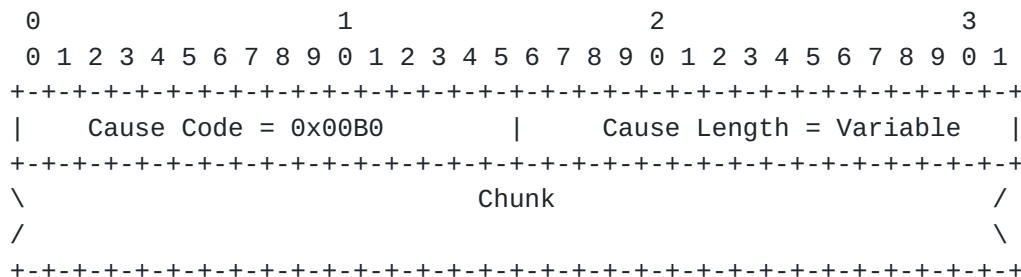 0                   1                   2                   3
 0 1 2 3 4 5 6 7 8 9 0 1 2 3 4 5 6 7 8 9 0 1 2 3 4 5 6 7 8 9 0 1
+-+-+-+-+-+-+-+-+-+-+-+-+-+-+-+-+-+-+-+-+-+-+-+-+-+-+-+-+-+-+-+-+
|    Cause Code = 0x00B0        |     Cause Length = Variable   |
+-+-+-+-+-+-+-+-+-+-+-+-+-+-+-+-+-+-+-+-+-+-+-+-+-+-+-+-+-+-+-+-+
\                             Chunk                            /
/                                                              \
+-+-+-+-+-+-+-+-+-+-+-+-+-+-+-+-+-+-+-+-+-+-+-+-+-+-+-+-+-+-+-+-+